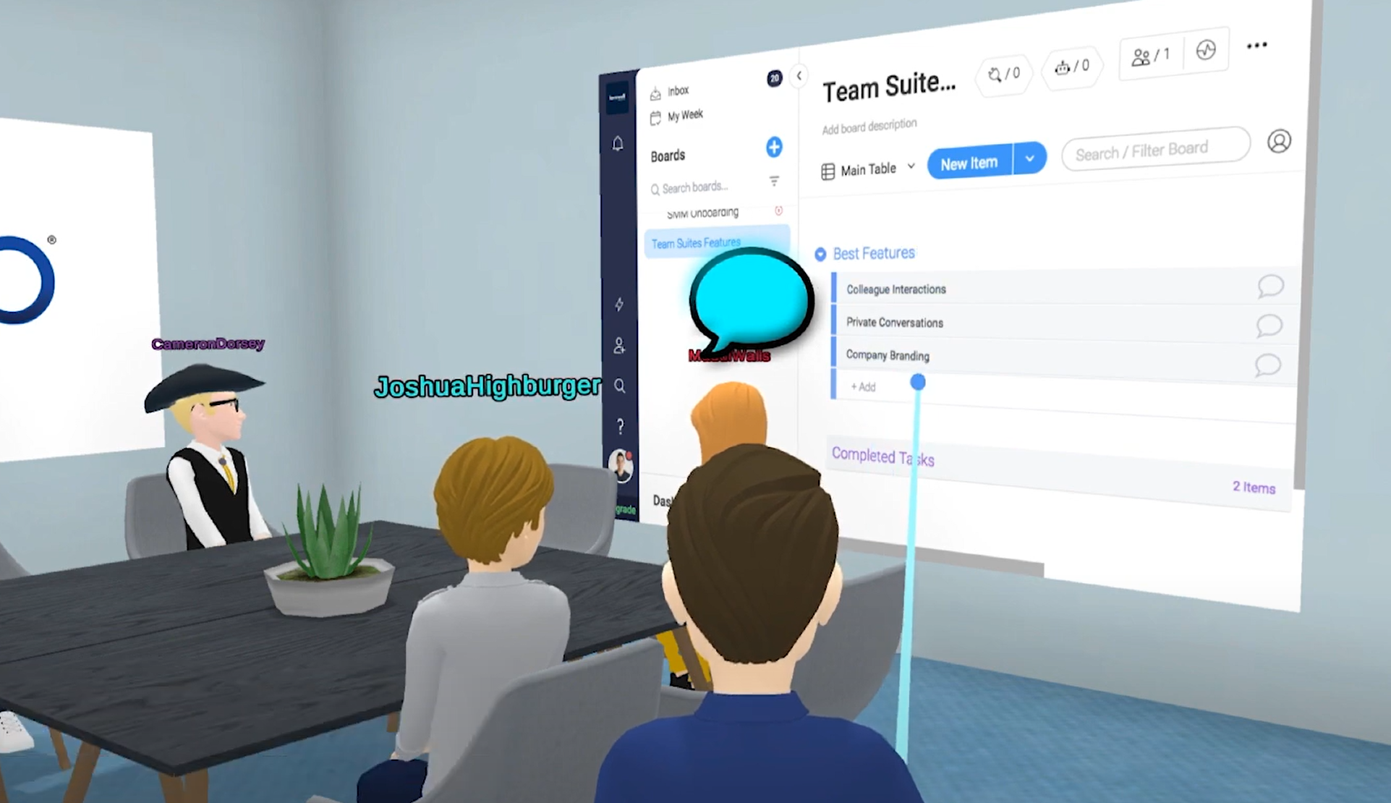 ®
CameronDorsey
JoshuaHighburger
Inbox
20
My Week
Boards
Search boards...
SMM Onboarding
Team Suites Features
?
Team Suite...
/ 0
/ 0
/ 1
Add board description
Main Table
New Item
Search / Filter Board
Best Features
Colleague Interactions
Private Conversations
Company Branding
+ Add
Completed Tasks
2 Items